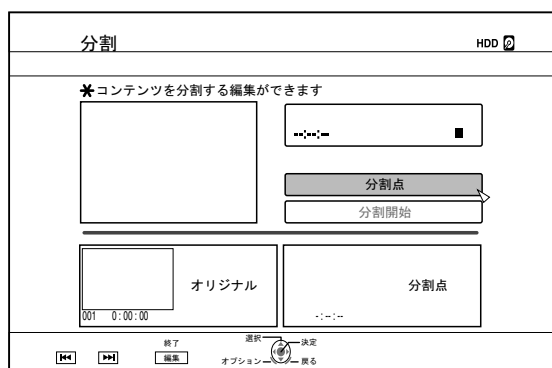 分割
HDD
コンテンツを分割する編集ができます
--:--:--
分割点
分割開始
オリジナル
001 0:00:00
分割点
-:--:--
終了
編集
選択
決定
オプション
戻る